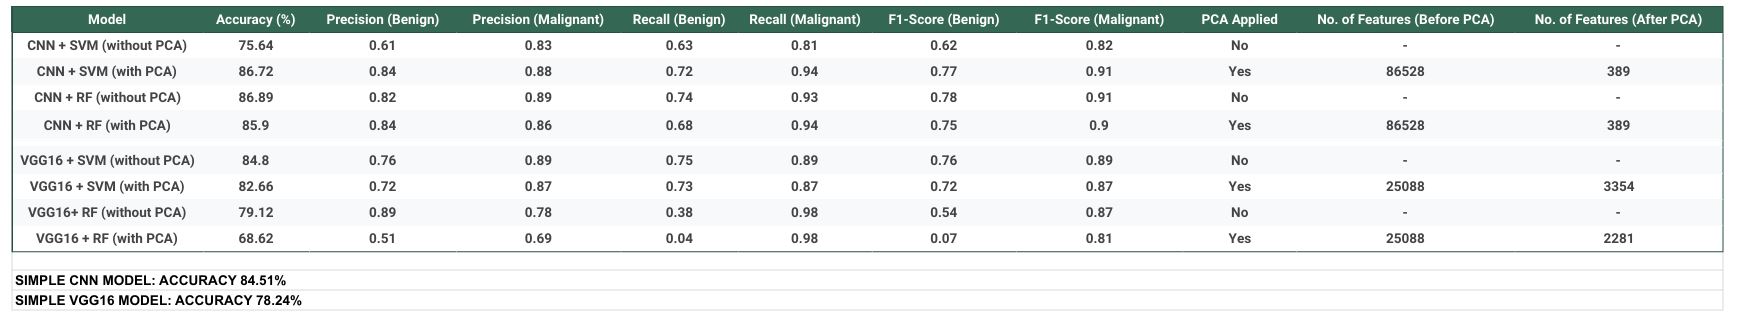 Model Accuracy (%) Precision (Benign) Precision (Malignant) Recall (Benign) Recall (Malignant) F1-Score (Benign) F1-Score (Malignant) PCA Applied No. of Features (Before PCA) No. of Features (After PCA)
CNN + SVM (without PCA) 75.64 0.61 0.83 0.63 0.81 0.62 0.82 No - -
CNN + SVM (with PCA) 86.72 0.84 0.88 0.72 0.94 0.77 0.91 Yes 86528 389
CNN + RF (without PCA) 86.89 0.82 0.89 0.74 0.93 0.78 0.91 No - -
CNN + RF (with PCA) 85.9 0.84 0.86 0.68 0.94 0.75 0.9 Yes 86528 389
VGG16 + SVM (without PCA) 84.8 0.76 0.89 0.75 0.89 0.76 0.89 No - -
VGG16 + SVM (with PCA) 82.66 0.72 0.87 0.73 0.87 0.72 0.87 Yes 25088 3354
VGG16+ RF (without PCA) 79.12 0.89 0.78 0.38 0.98 0.54 0.87 No - -
VGG16 + RF (with PCA) 68.62 0.51 0.69 0.04 0.98 0.07 0.81 Yes 25088 2281
SIMPLE CNN MODEL: ACCURACY 84.51%
SIMPLE VGG16 MODEL: ACCURACY 78.24%